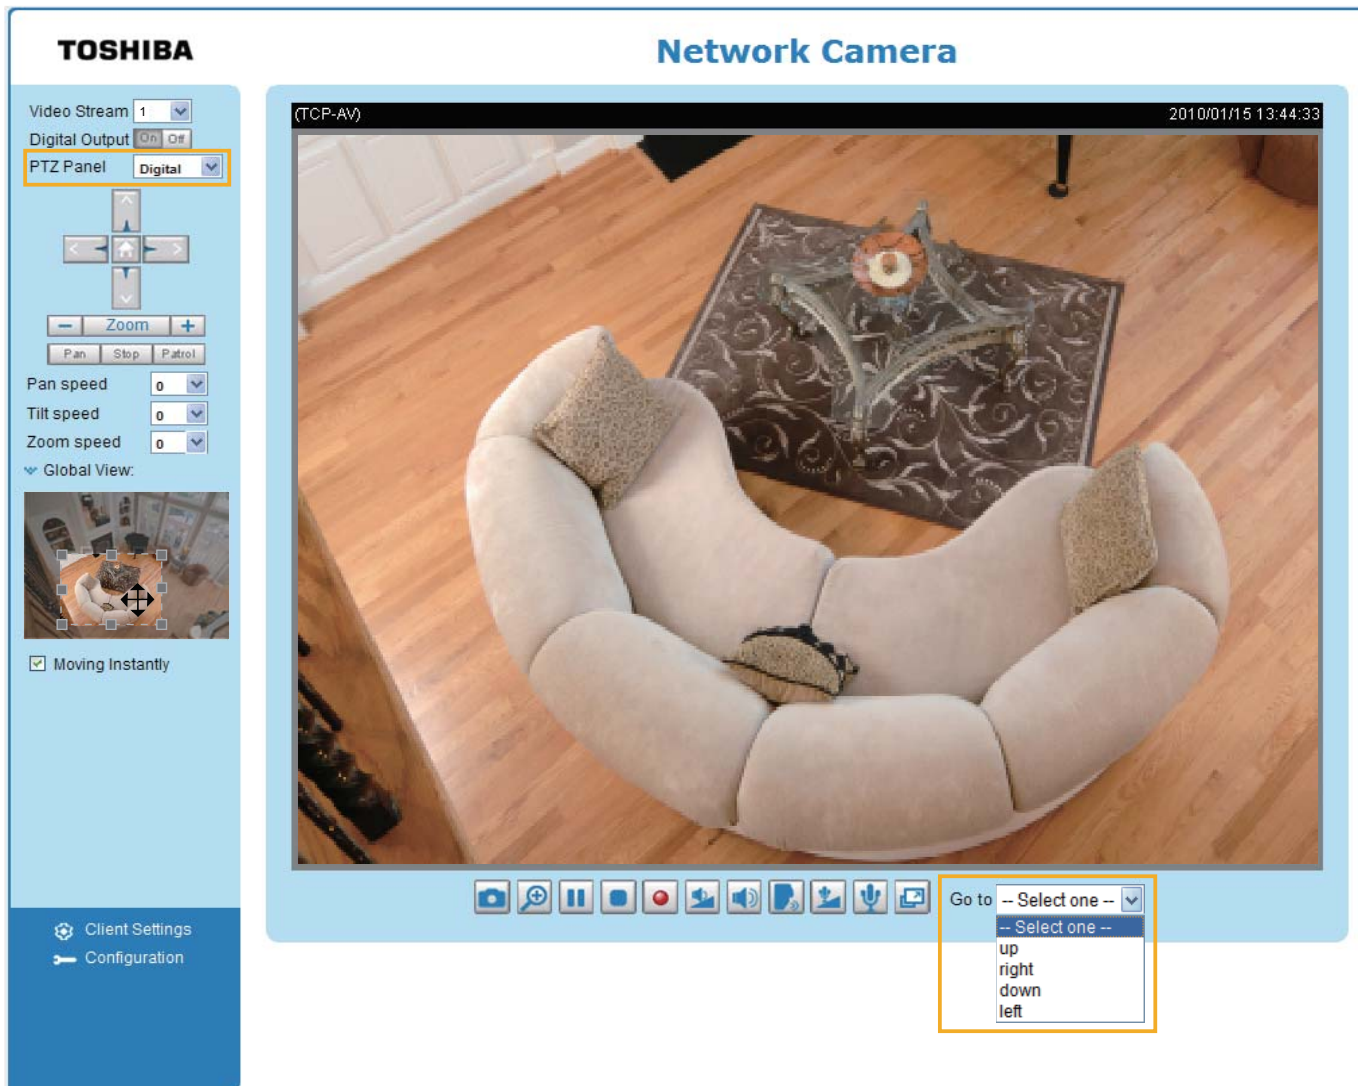 TOSHIBA
Network Camera
Video Stream 1
Digital Output On Off
PTZ Panel Digital
− Zoom +
Pan Stop Patrol
Pan speed 0
Tilt speed 0
Zoom speed 0
Global View:
Moving Instantly
Client Settings
Configuration
(TCP-AV) 2010/01/15 13:44:33
Go to -- Select one --
-- Select one --
up
right
down
left